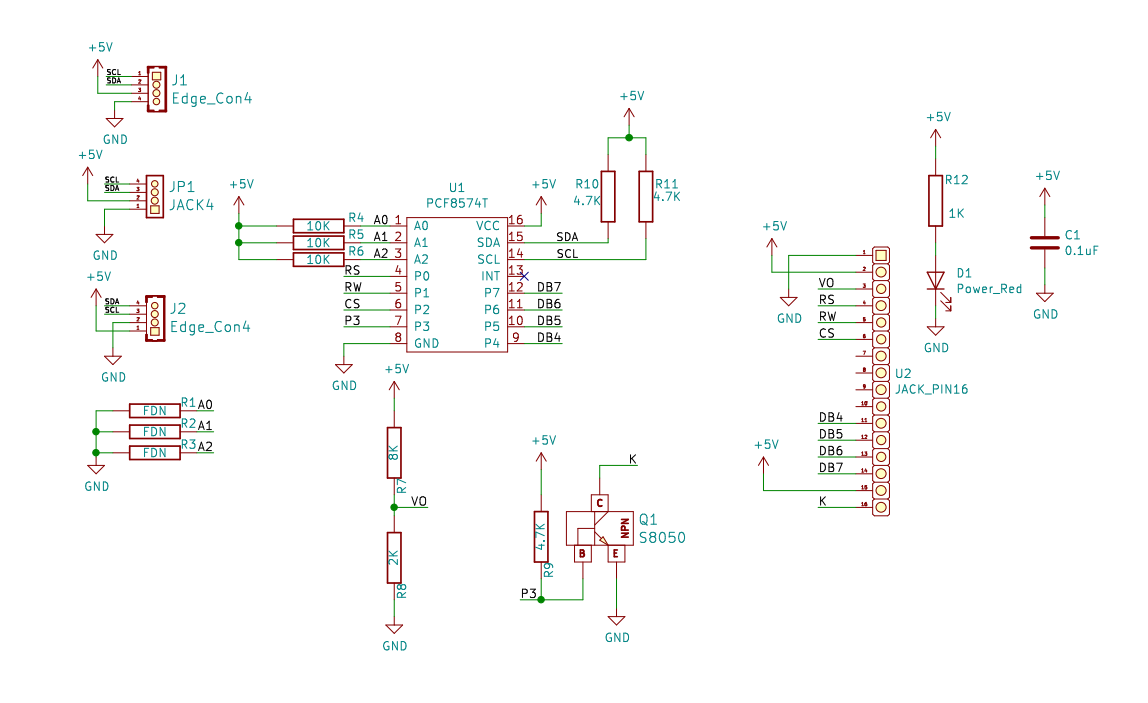 +5V
SCL
SDA
1
2
3
4
J1
Edge_Con4
GND
+5V
SCL
SDA
4
3
2
1
JP1
JACK4
GND
+5V
SDA
SCL
4
3
2
1
J2
Edge_Con4
GND
FDN R1 A0
FDN R2 A1
FDN R3 A2
GND
+5V
10K R4 A0
10K R5 A1
10K R6 A2
RS
RW
CS
P3
GND
U1
PCF8574T
1 A0 VCC 16
2 A1 SDA 15
3 A2 SCL 14
4 P0 INT 13
5 P1 P7 12
6 P2 P6 11
7 P3 P5 10
8 GND P4 9
+5V
SDA
SCL
DB7
DB6
DB5
DB4
+5V
R10
4.7K
R11
4.7K
+5V
8K
R7
VO
2K
R8
GND
+5V
4.7K
R9
P3
K
C
NPN
B
E
Q1
S8050
GND
+5V
GND
VO
RS
RW
CS
DB4
DB5
DB6
DB7
+5V
K
1
2
3
4
5
6
7
8
9
10
11
12
13
14
15
16
U2
JACK_PIN16
+5V
R12
1K
D1
Power_Red
GND
+5V
C1
0.1uF
GND